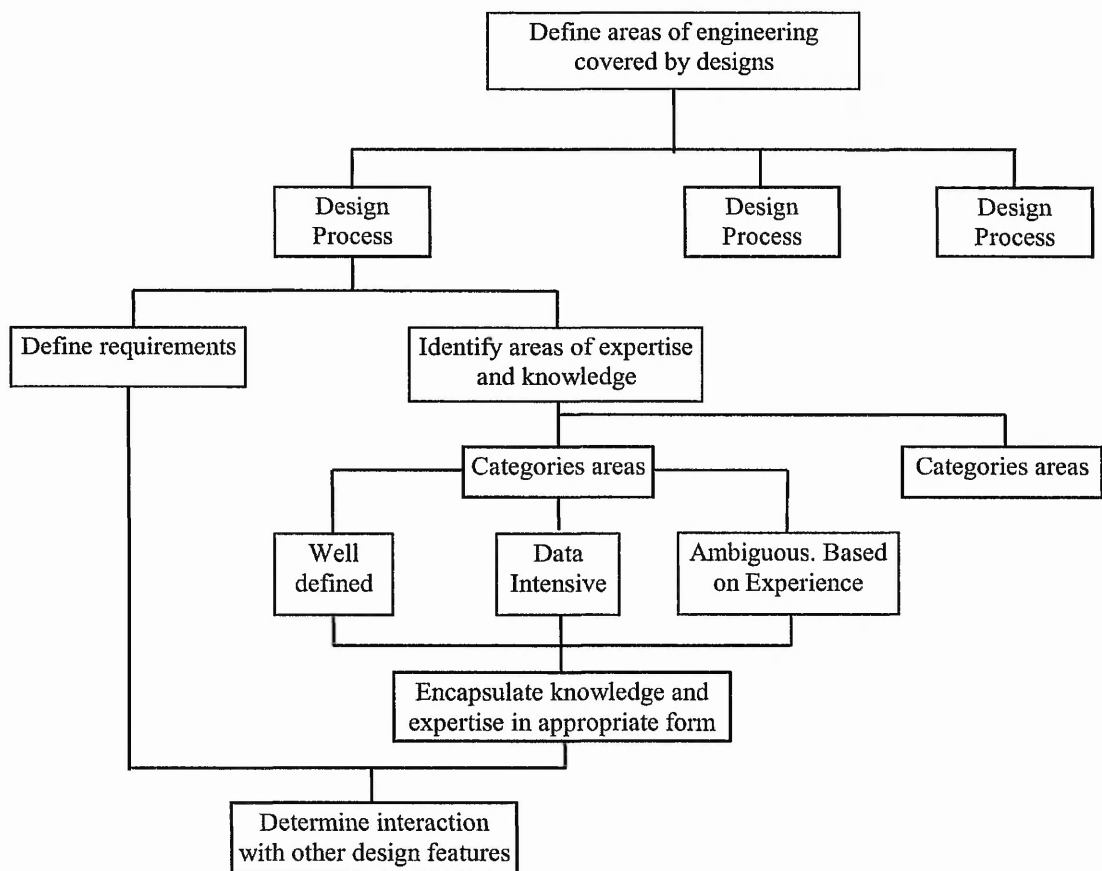 Define areas of engineering
covered by designs
Design
Process
Design
Process
Design
Process
Define requirements
Identify areas of expertise
and knowledge
Categories areas
Categories areas
Well
defined
Data
Intensive
Ambiguous. Based
on Experience
Encapsulate knowledge and
expertise in appropriate form
Determine interaction
with other design features